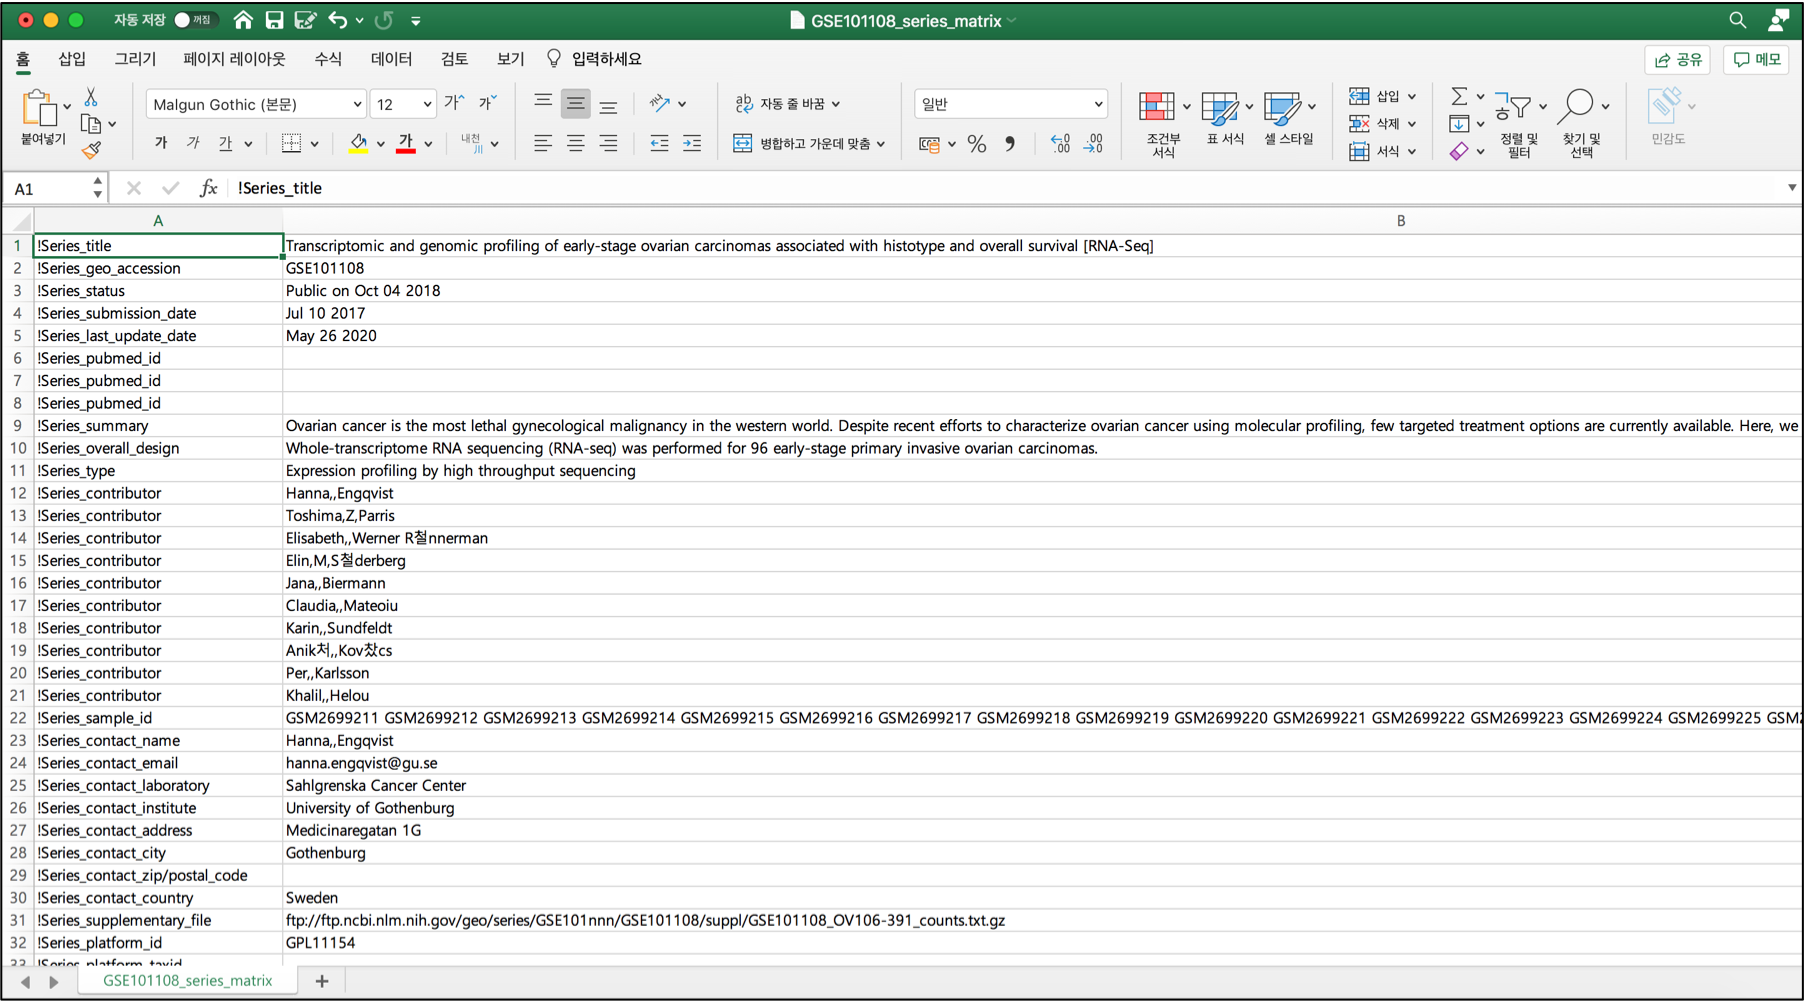 자동 저장 꺼짐 GSE101108_series_matrix
홈 삽입 그리기 페이지 레이아웃 수식 데이터 검토 보기 입력하세요 공유 메모
붙여넣기 Malgun Gothic (본문) 12 가 가 자동 줄 바꿈 일반 조건부 서식 표 서식 셀 스타일 삽입 삭제 서식 정렬 및 필터 찾기 및 선택 민감도
가 가 가 가 내천 병합하고 가운데 맞춤 %
A1 fx !Series_title
A B
1 !Series_title Transcriptomic and genomic profiling of early-stage ovarian carcinomas associated with histotype and overall survival [RNA-Seq]
2 !Series_geo_accession GSE101108
3 !Series_status Public on Oct 04 2018
4 !Series_submission_date Jul 10 2017
5 !Series_last_update_date May 26 2020
6 !Series_pubmed_id
7 !Series_pubmed_id
8 !Series_pubmed_id
9 !Series_summary Ovarian cancer is the most lethal gynecological malignancy in the western world. Despite recent efforts to characterize ovarian cancer using molecular profiling, few targeted treatment options are currently available. Here, we
10 !Series_overall_design Whole-transcriptome RNA sequencing (RNA-seq) was performed for 96 early-stage primary invasive ovarian carcinomas.
11 !Series_type Expression profiling by high throughput sequencing
12 !Series_contributor Hanna,,Engqvist
13 !Series_contributor Toshima,Z,Parris
14 !Series_contributor Elisabeth,,Werner R철nnerman
15 !Series_contributor Elin,M,S철derberg
16 !Series_contributor Jana,,Biermann
17 !Series_contributor Claudia,,Mateoiu
18 !Series_contributor Karin,,Sundfeldt
19 !Series_contributor Anik처,,Kov찼cs
20 !Series_contributor Per,,Karlsson
21 !Series_contributor Khalil,,Helou
22 !Series_sample_id GSM2699211 GSM2699212 GSM2699213 GSM2699214 GSM2699215 GSM2699216 GSM2699217 GSM2699218 GSM2699219 GSM2699220 GSM2699221 GSM2699222 GSM2699223 GSM2699224 GSM2699225
23 !Series_contact_name Hanna,,Engqvist
24 !Series_contact_email hanna.engqvist@gu.se
25 !Series_contact_laboratory Sahlgrenska Cancer Center
26 !Series_contact_institute University of Gothenburg
27 !Series_contact_address Medicinaregatan 1G
28 !Series_contact_city Gothenburg
29 !Series_contact_zip/postal_code
30 !Series_contact_country Sweden
31 !Series_supplementary_file ftp://ftp.ncbi.nlm.nih.gov/geo/series/GSE101nnn/GSE101108/suppl/GSE101108_OV106-391_counts.txt.gz
32 !Series_platform_id GPL11154
33 !Series_platform_taxid
GSE101108_series_matrix